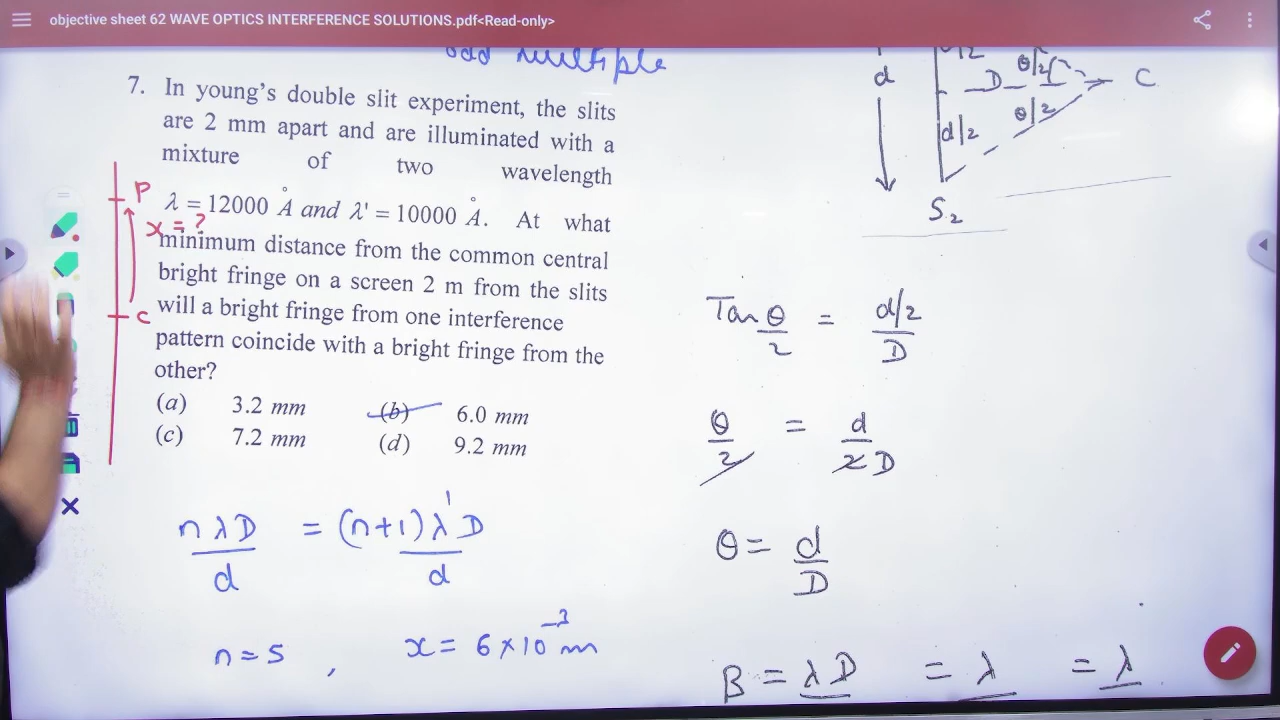 objective sheet 62 WAVE OPTICS INTERFERENCE SOLUTIONS.pdf<Read-only>
odd multiple
7. In young's double slit experiment, the slits
are 2 mm apart and are illuminated with a
mixture of two wavelength
λ = 12000 Å and λ' = 10000 Å. At what
minimum distance from the common central
bright fringe on a screen 2 m from the slits
will a bright fringe from one interference
pattern coincide with a bright fringe from the
other?
(a) 3.2 mm (b) 6.0 mm
(c) 7.2 mm (d) 9.2 mm
P
x = ?
C
nλD/d = (n+1)λ'D/d
n = 5 , x = 6 × 10⁻³ m
d
d/2
D
θ/2
C
θ/2
d/2
S₂
Tan θ/2 = d/2 / D
θ/2 = d/2D
θ = d/D
β = λD = λ = λ